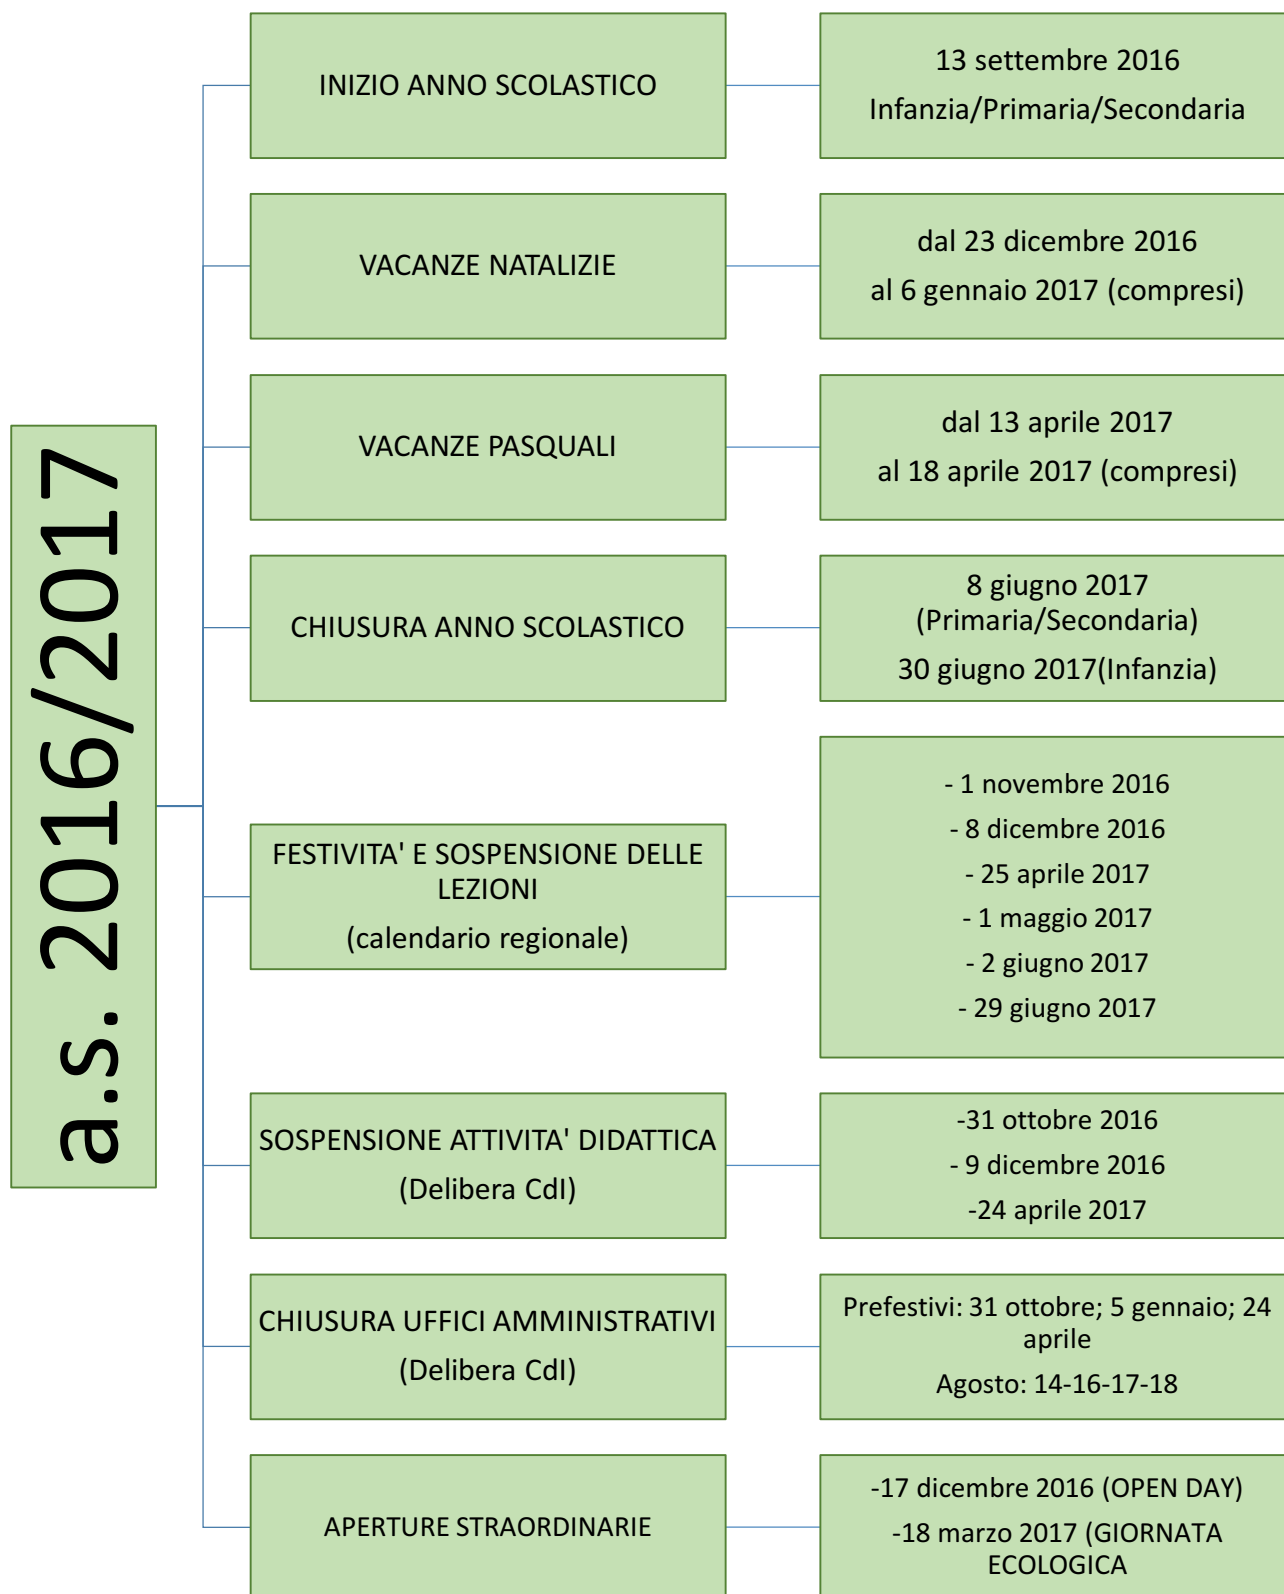 a.s. 2016/2017
INIZIO ANNO SCOLASTICO
13 settembre 2016
Infanzia/Primaria/Secondaria
VACANZE NATALIZIE
dal 23 dicembre 2016
al 6 gennaio 2017 (compresi)
VACANZE PASQUALI
dal 13 aprile 2017
al 18 aprile 2017 (compresi)
CHIUSURA ANNO SCOLASTICO
8 giugno 2017
(Primaria/Secondaria)
30 giugno 2017(Infanzia)
FESTIVITA' E SOSPENSIONE DELLE
LEZIONI
(calendario regionale)
- 1 novembre 2016
- 8 dicembre 2016
- 25 aprile 2017
- 1 maggio 2017
- 2 giugno 2017
- 29 giugno 2017
SOSPENSIONE ATTIVITA' DIDATTICA
(Delibera CdI)
-31 ottobre 2016
- 9 dicembre 2016
-24 aprile 2017
CHIUSURA UFFICI AMMINISTRATIVI
(Delibera CdI)
Prefestivi: 31 ottobre; 5 gennaio; 24
aprile
Agosto: 14-16-17-18
APERTURE STRAORDINARIE
-17 dicembre 2016 (OPEN DAY)
-18 marzo 2017 (GIORNATA
ECOLOGICA